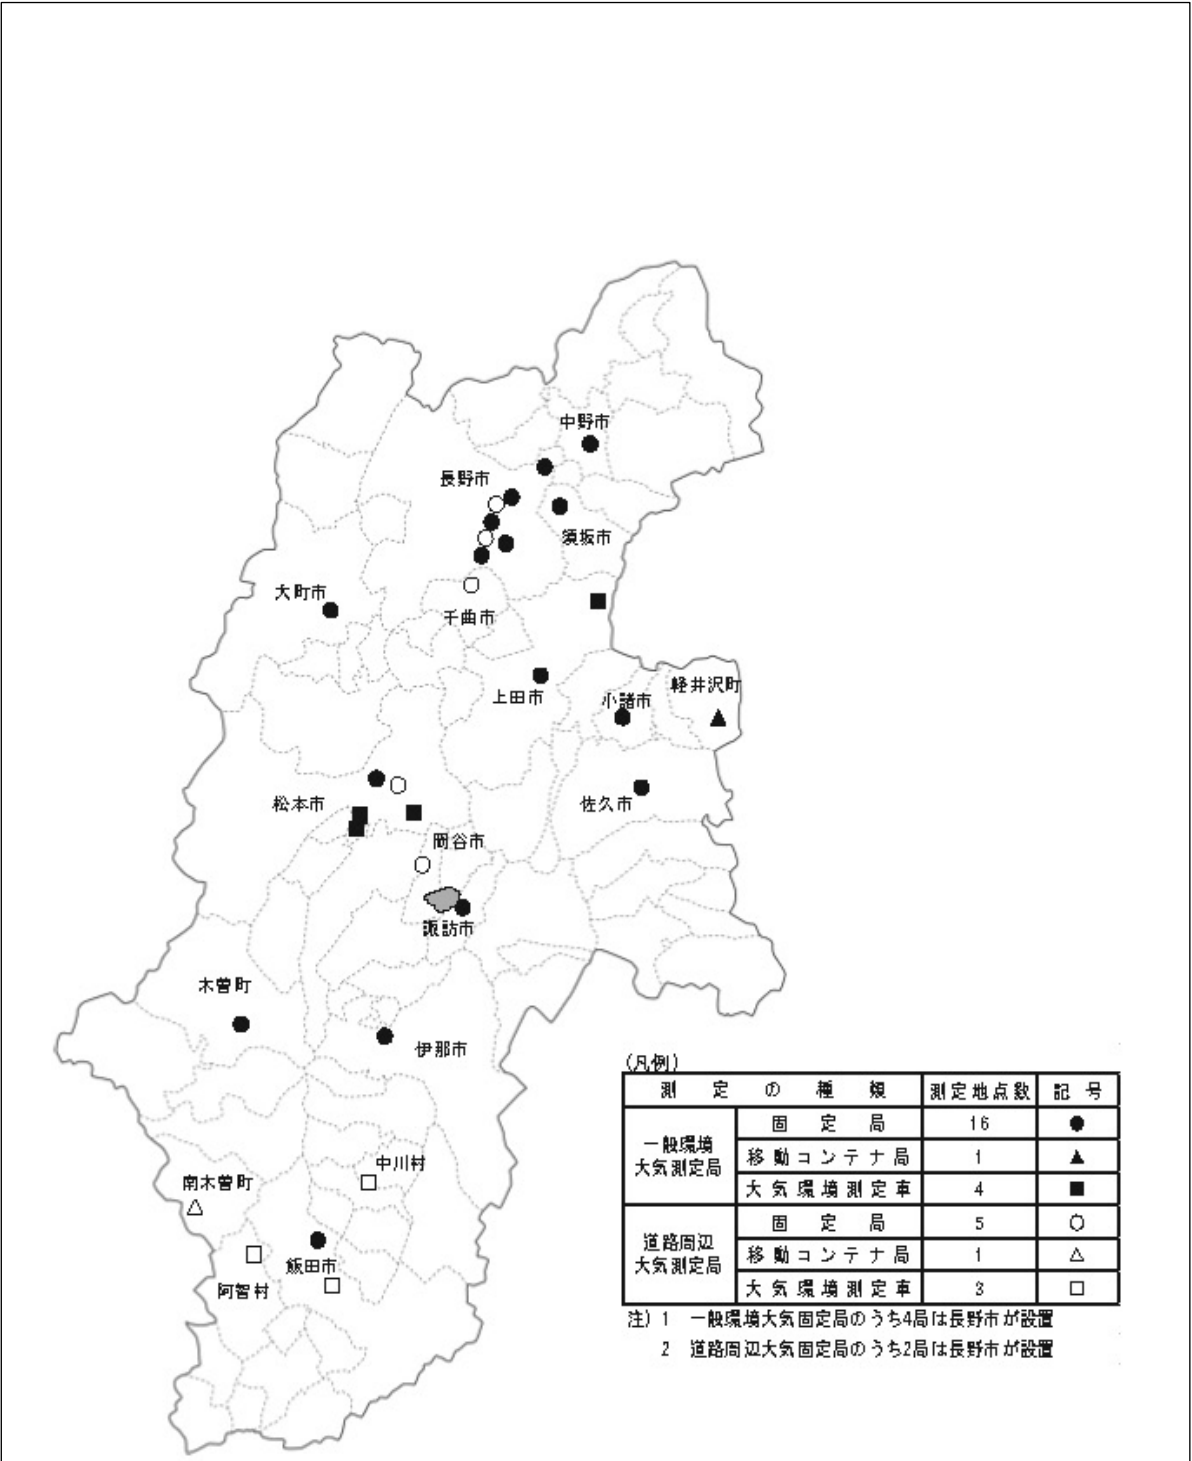 中野市
長野市
須坂市
大町市
千曲市
上田市
小諸市
軽井沢町
松本市
佐久市
岡谷市
諏訪市
木曽町
伊那市
中川村
南木曽町
飯田市
阿智村
(凡例)
測定の種類 測定地点数 記号
一般環境
大気測定局
固定局 16 ●
移動コンテナ局 1 ▲
大気環境測定車 4 ■
道路周辺
大気測定局
固定局 5 ○
移動コンテナ局 1 △
大気環境測定車 3 □
注) 1 一般環境大気固定局のうち4局は長野市が設置
2 道路周辺大気固定局のうち2局は長野市が設置